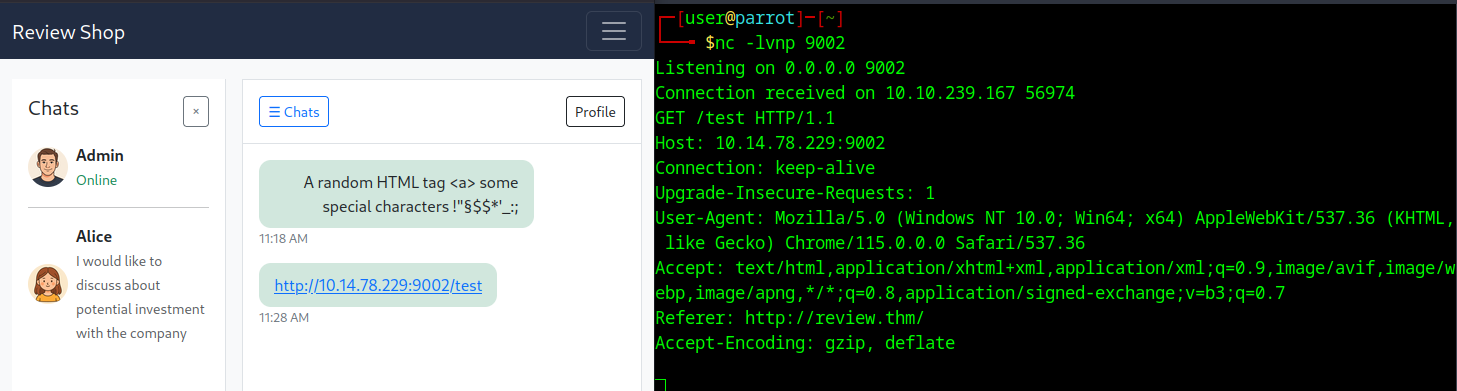 Review Shop
Chats
×
Admin
Online
Alice
I would like to
discuss about
potential investment
with the company
☰ Chats
Profile
A random HTML tag <a> some
special characters !"§$$*'_:;
11:18 AM
http://10.14.78.229:9002/test
11:28 AM
┌─[user@parrot]─[~]
└──╼ $nc -lvnp 9002
Listening on 0.0.0.0 9002
Connection received on 10.10.239.167 56974
GET /test HTTP/1.1
Host: 10.14.78.229:9002
Connection: keep-alive
Upgrade-Insecure-Requests: 1
User-Agent: Mozilla/5.0 (Windows NT 10.0; Win64; x64) AppleWebKit/537.36 (KHTML,
 like Gecko) Chrome/115.0.0.0 Safari/537.36
Accept: text/html,application/xhtml+xml,application/xml;q=0.9,image/avif,image/w
ebp,image/apng,*/*;q=0.8,application/signed-exchange;v=b3;q=0.7
Referer: http://review.thm/
Accept-Encoding: gzip, deflate